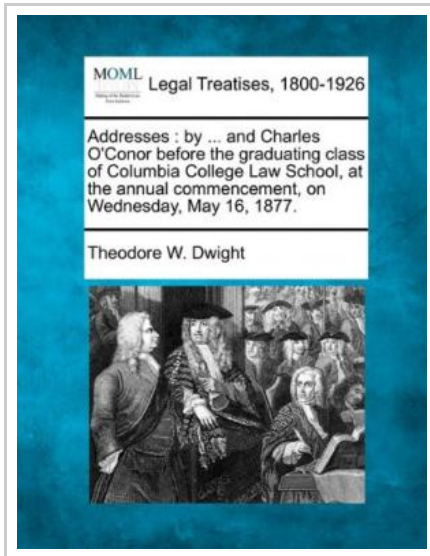 MOML Legal Treatises, 1800-1926
Addresses : by ... and Charles
O'Conor before the graduating class
of Columbia College Law School, at
the annual commencement, on
Wednesday, May 16, 1877.
Theodore W. Dwight